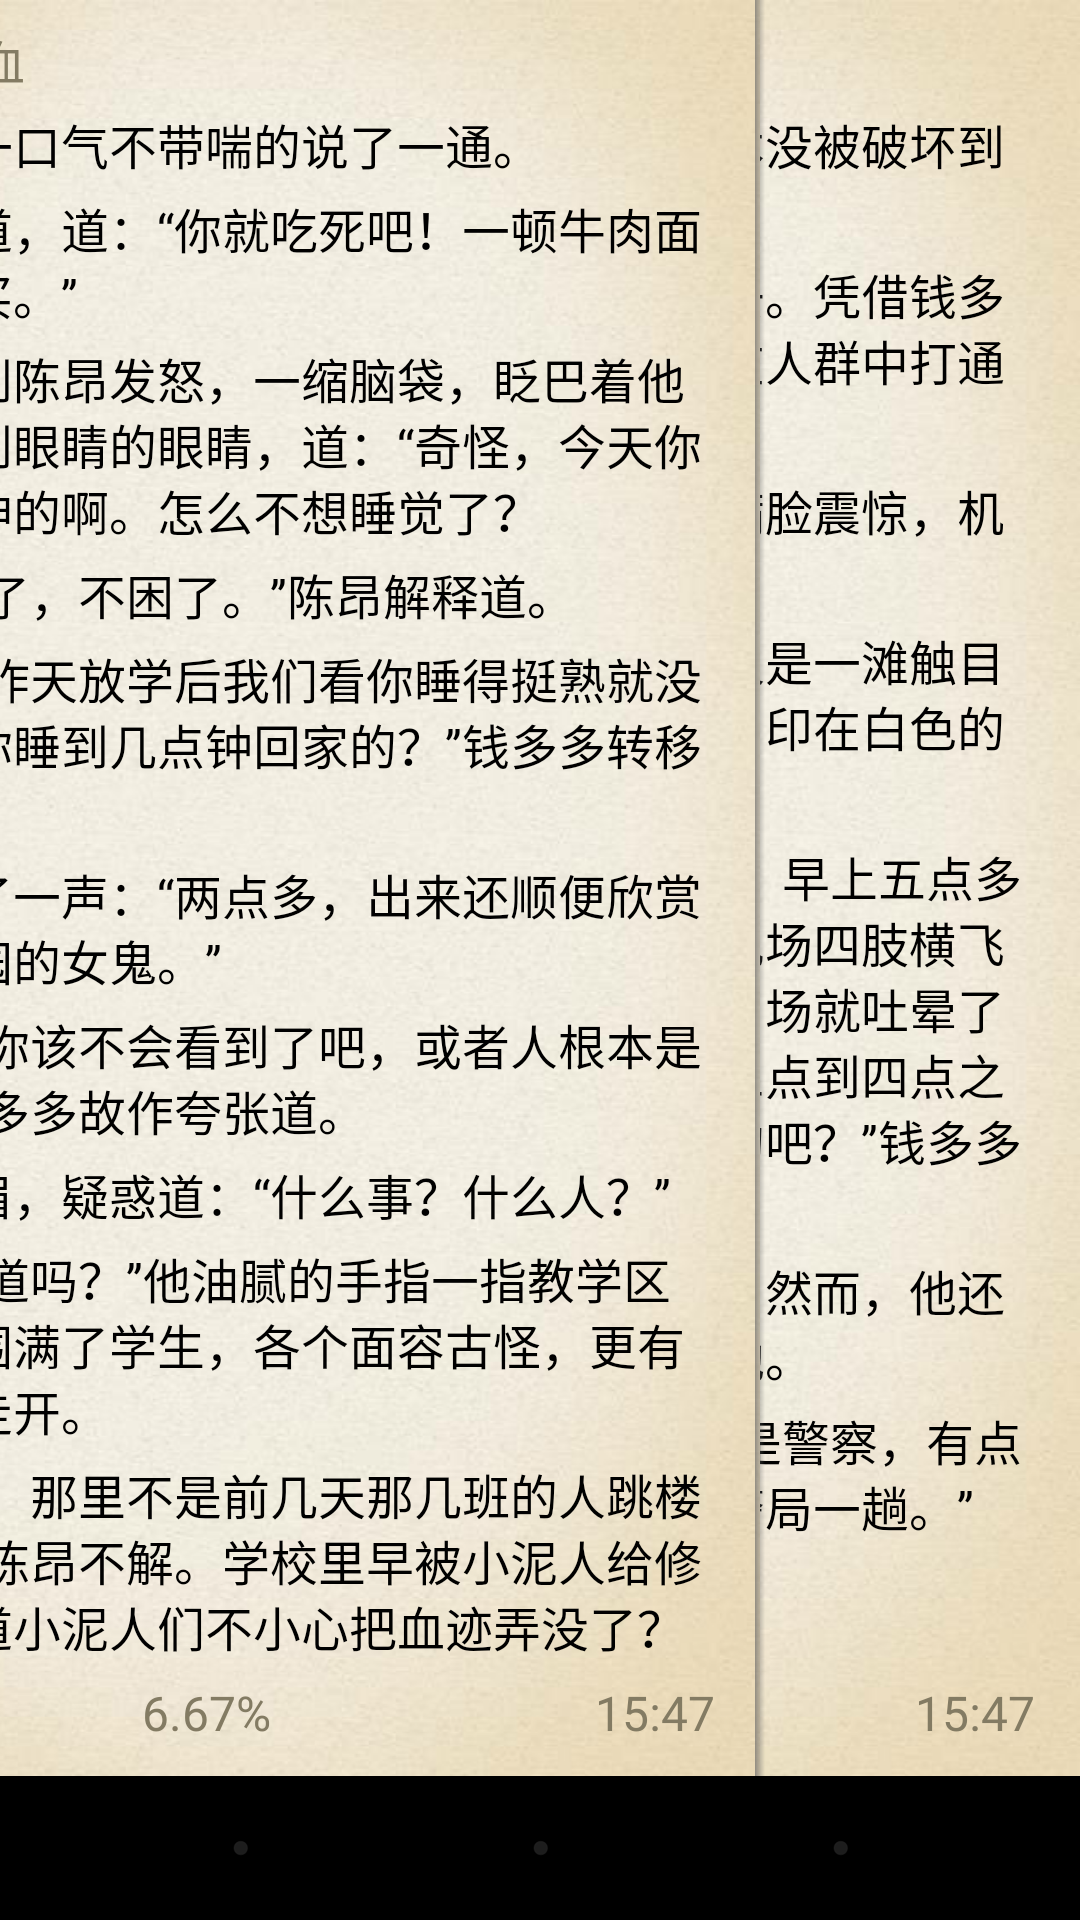 血
一口气不带喘的说了一通。
道，道：“你就吃死吧！一顿牛肉面
。”
到陈昂发怒，一缩脑袋，眨巴着他
到眼睛的眼睛，道：“奇怪，今天你
神的啊。怎么不想睡觉了？
了，不困了。”陈昂解释道。
昨天放学后我们看你睡得挺熟就没
你睡到几点钟回家的？”钱多多转移
了一声：“两点多，出来还顺便欣赏
的女鬼。”
你该不会看到了吧，或者人根本是
多多故作夸张道。
眉，疑惑道：“什么事？什么人？”
道吗？”他油腻的手指一指教学区
围满了学生，各个面容古怪，更有
走开。
那里不是前几天那几班的人跳楼
陈昂不解。学校里早被小泥人给修
道小泥人们不小心把血迹弄没了？
6.67%
15:47
没被破坏到
。凭借钱多
人群中打通
脸震惊，机
是一滩触目
印在白色的
早上五点多
场四肢横飞
场就吐晕了
点到四点之
吧？”钱多多
然而，他还
。
是警察，有点
局一趟。”
15:47